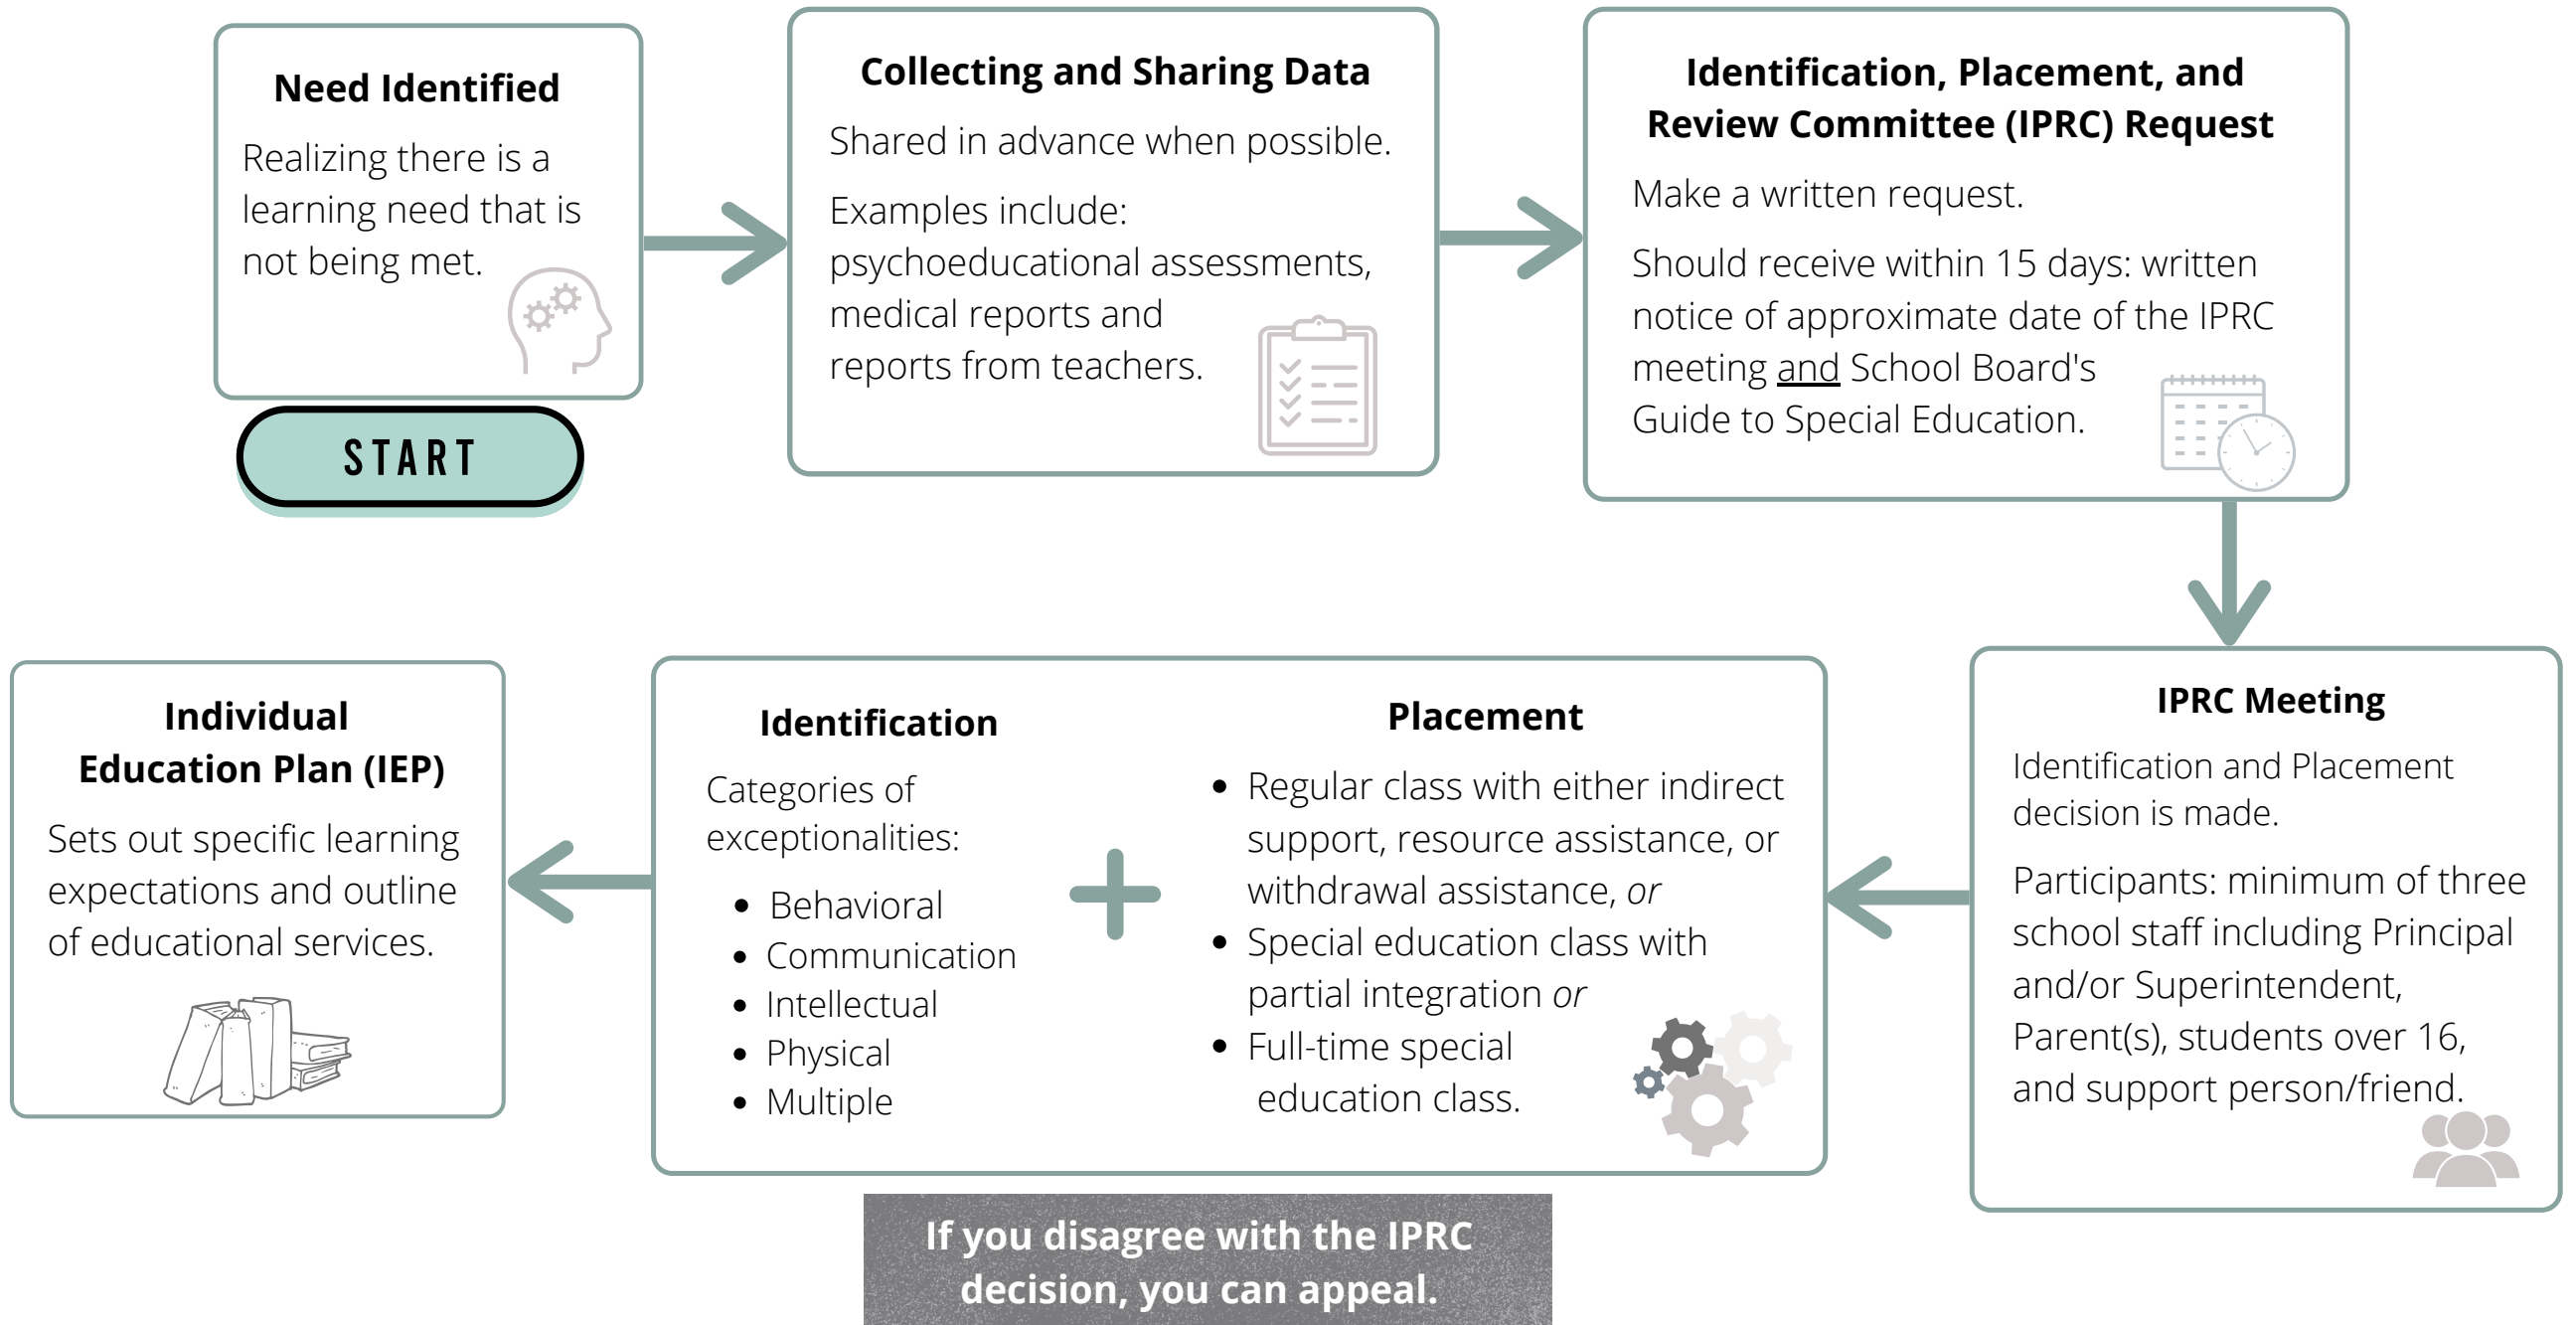 Need Identified
Realizing there is a
learning need that is
not being met.
START
Collecting and Sharing Data
Shared in advance when possible.
Examples include:
psychoeducational assessments,
medical reports and
reports from teachers.
Identification, Placement, and
Review Committee (IPRC) Request
Make a written request.
Should receive within 15 days: written
notice of approximate date of the IPRC
meeting and School Board's
Guide to Special Education.
IPRC Meeting
Identification and Placement
decision is made.
Participants: minimum of three
school staff including Principal
and/or Superintendent,
Parent(s), students over 16,
and support person/friend.
Identification
Categories of
exceptionalities:
• Behavioral
• Communication
• Intellectual
• Physical
• Multiple
+
Placement
• Regular class with either indirect
support, resource assistance, or
withdrawal assistance, or
• Special education class with
partial integration or
• Full-time special
education class.
Individual
Education Plan (IEP)
Sets out specific learning
expectations and outline
of educational services.
If you disagree with the IPRC
decision, you can appeal.